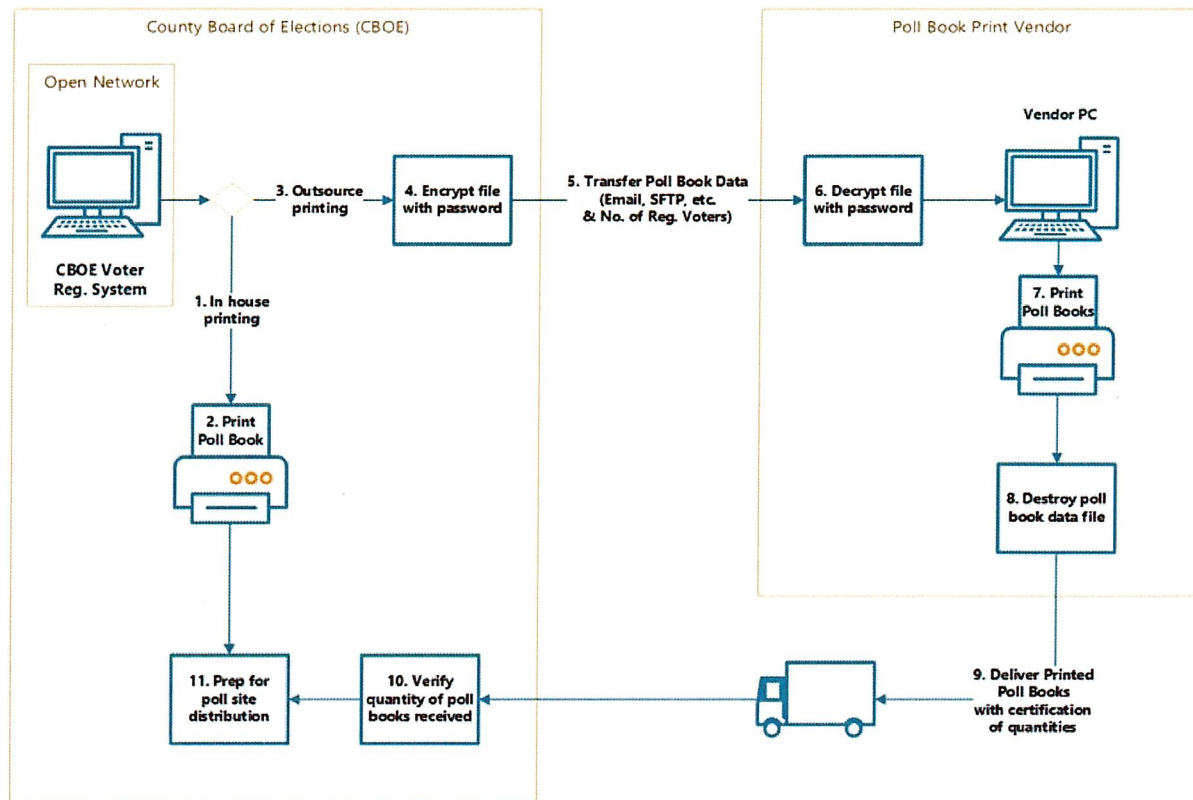 County Board of Elections (CBOE)
Poll Book Print Vendor
Open Network
Vendor PC
CBOE Voter
Reg. System
3. Outsource
printing
4. Encrypt file
with password
5. Transfer Poll Book Data
(Email, SFTP, etc.
& No. of Reg. Voters)
6. Decrypt file
with password
1. In house
printing
7. Print
Poll Books
2. Print
Poll Book
8. Destroy poll
book data file
9. Deliver Printed
Poll Books
with certification
of quantities
10. Verify
quantity of poll
books received
11. Prep for
poll site
distribution